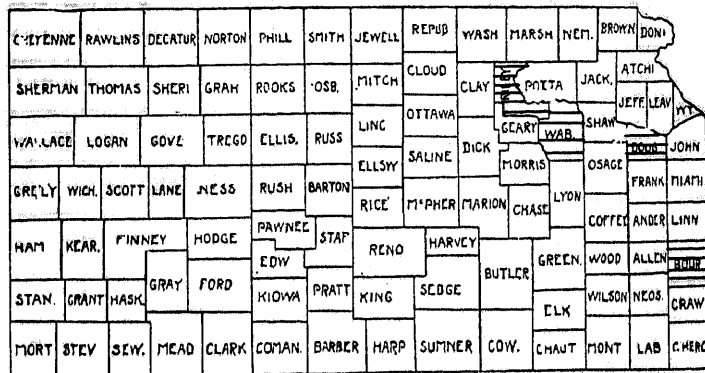 CHEYENNE RAWLINS DECATUR NORTON PHILL SMITH JEWELL REPUB WASH MARSH NEM. BROWN DONI
SHERMAN THOMAS SHERI GRAH ROOKS OSB. MITCH CLOUD CLAY POTTA JACK. ATCHI
JEFF LEAV WY.
WALLACE LOGAN GOVE TREGO ELLIS. RUSS LINC OTTAWA GEARY WAB. SHAW
ELLSW SALINE DICK MORRIS OSAGE DOUG JOHN
GRE'LY WICH. SCOTT LANE NESS RUSH BARTON RICE M'PHER MARION CHASE LYON FRANK MIAMI
COFFEY ANDER LINN
HAM KEAR. FINNEY HODGE PAWNEE STAF RENO HARVEY
EDW BUTLER GREEN. WOOD ALLEN BOUR
STAN. GRANT HASK. GRAY FORD KIOWA PRATT KING SEDGE ELK WILSON NEOS. CRAW
MORT STEV SEW. MEAD CLARK COMAN. BARBER HARP SUMNER COW. CHAUT MONT LAB CHERO